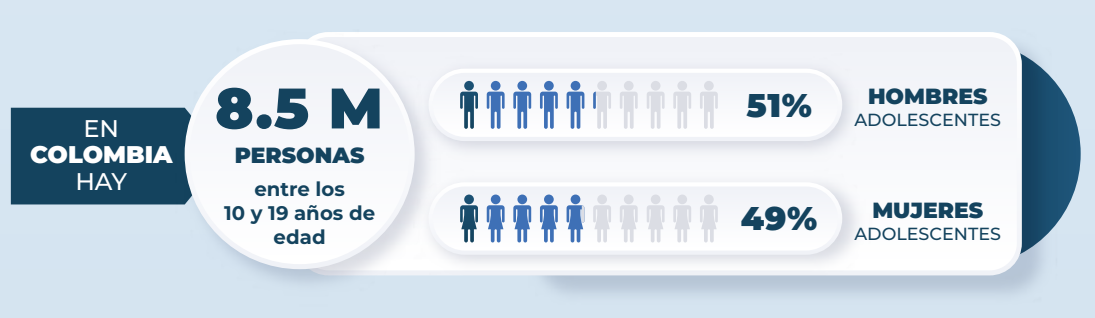 EN
COLOMBIA
HAY
8.5 M
PERSONAS
entre los
10 y 19 años de
edad
51%
HOMBRES
ADOLESCENTES
49%
MUJERES
ADOLESCENTES